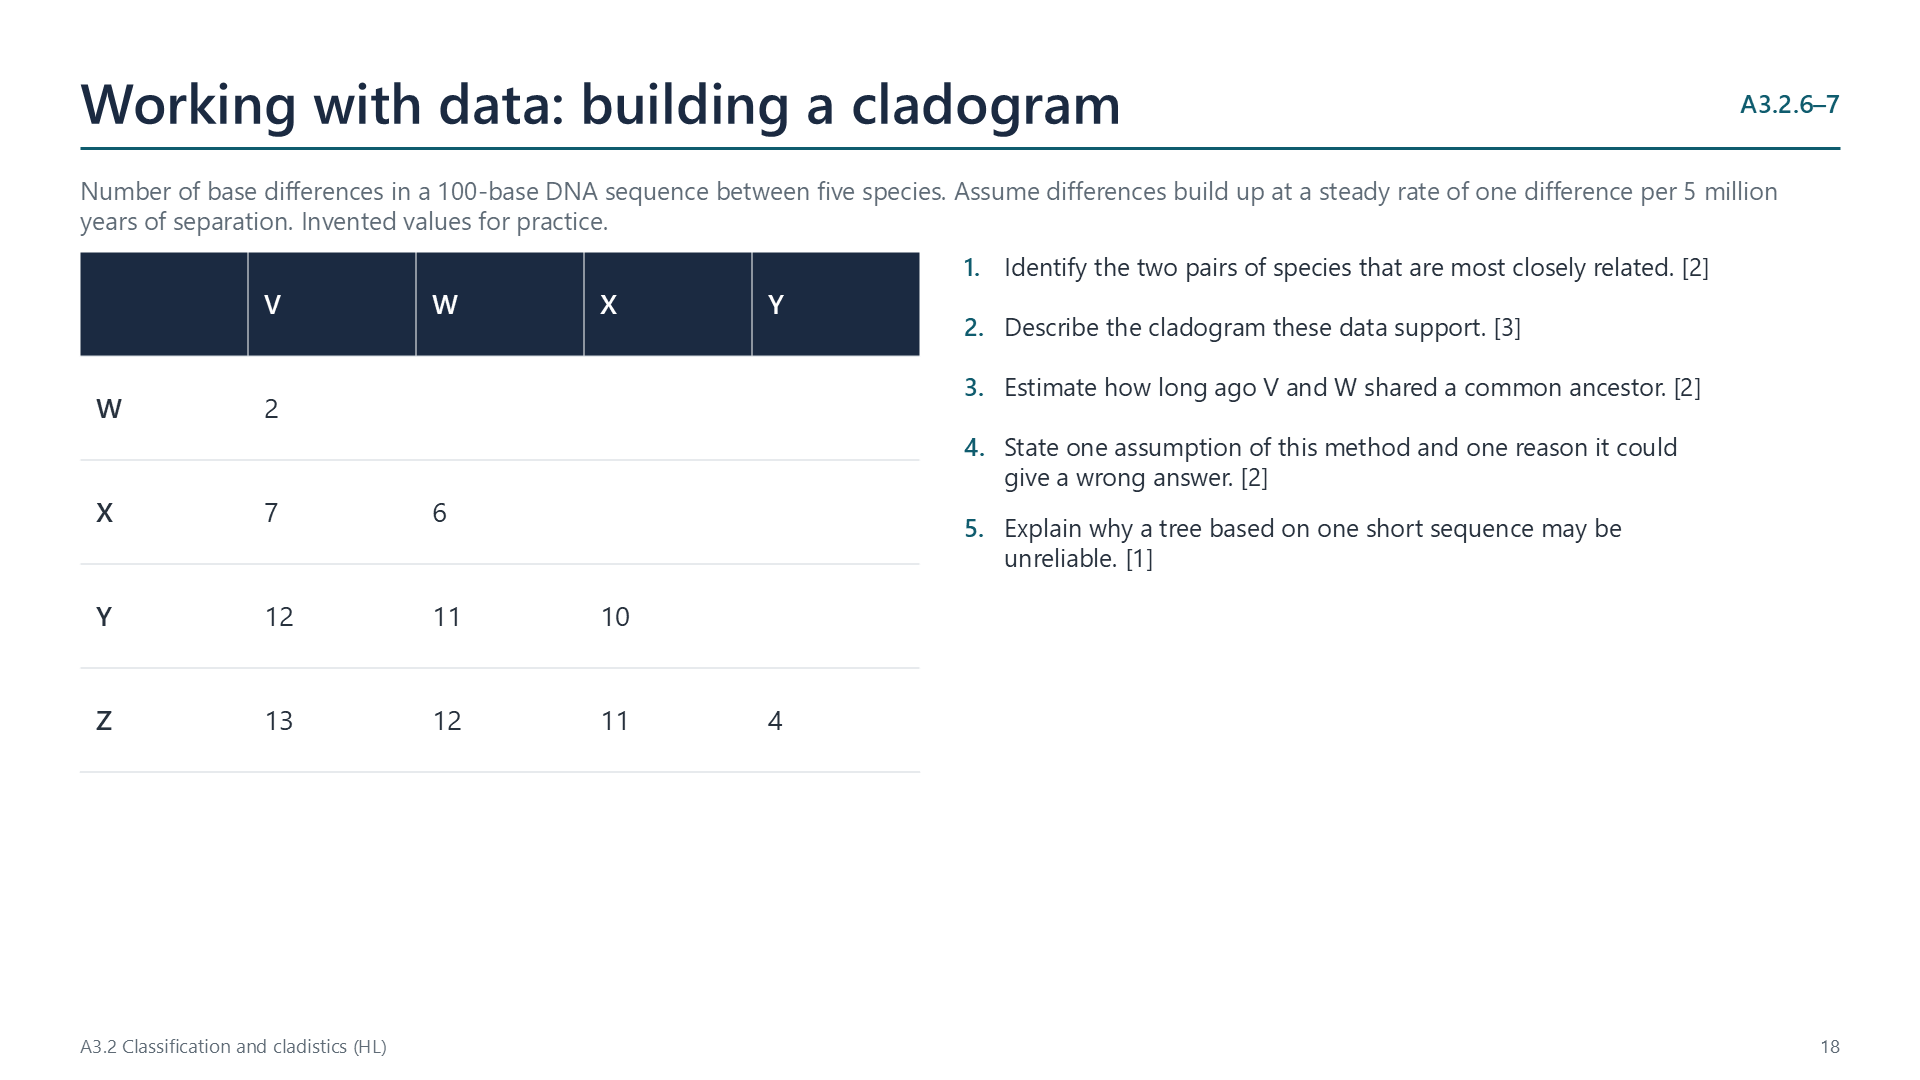 Working with data: building a cladogram
A3.2.6–7
Number of base differences in a 100-base DNA sequence between five species. Assume differences build up at a steady rate of one difference per 5 million
years of separation. Invented values for practice.
V W X Y
W 2
X 7 6
Y 12 11 10
Z 13 12 11 4
1. Identify the two pairs of species that are most closely related. [2]
2. Describe the cladogram these data support. [3]
3. Estimate how long ago V and W shared a common ancestor. [2]
4. State one assumption of this method and one reason it could
give a wrong answer. [2]
5. Explain why a tree based on one short sequence may be
unreliable. [1]
A3.2 Classification and cladistics (HL)
18